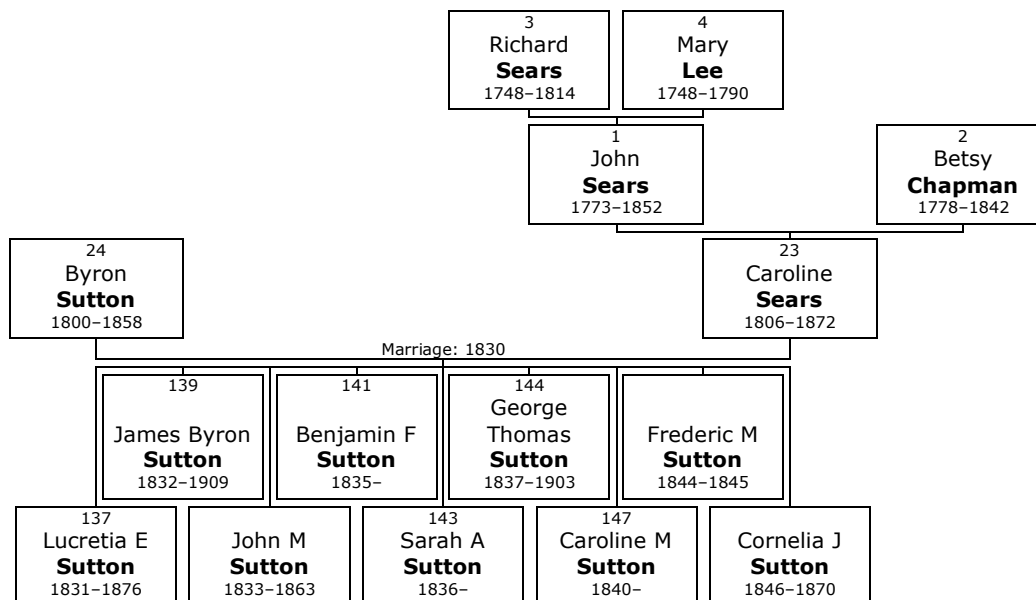 3
Richard
Sears
1748–1814
4
Mary
Lee
1748–1790
1
John
Sears
1773–1852
2
Betsy
Chapman
1778–1842
24
Byron
Sutton
1800–1858
23
Caroline
Sears
1806–1872
Marriage: 1830
139
James Byron
Sutton
1832–1909
141
Benjamin F
Sutton
1835–
144
George
Thomas
Sutton
1837–1903
Frederic M
Sutton
1844–1845
137
Lucretia E
Sutton
1831–1876
John M
Sutton
1833–1863
143
Sarah A
Sutton
1836–
147
Caroline M
Sutton
1840–
Cornelia J
Sutton
1846–1870